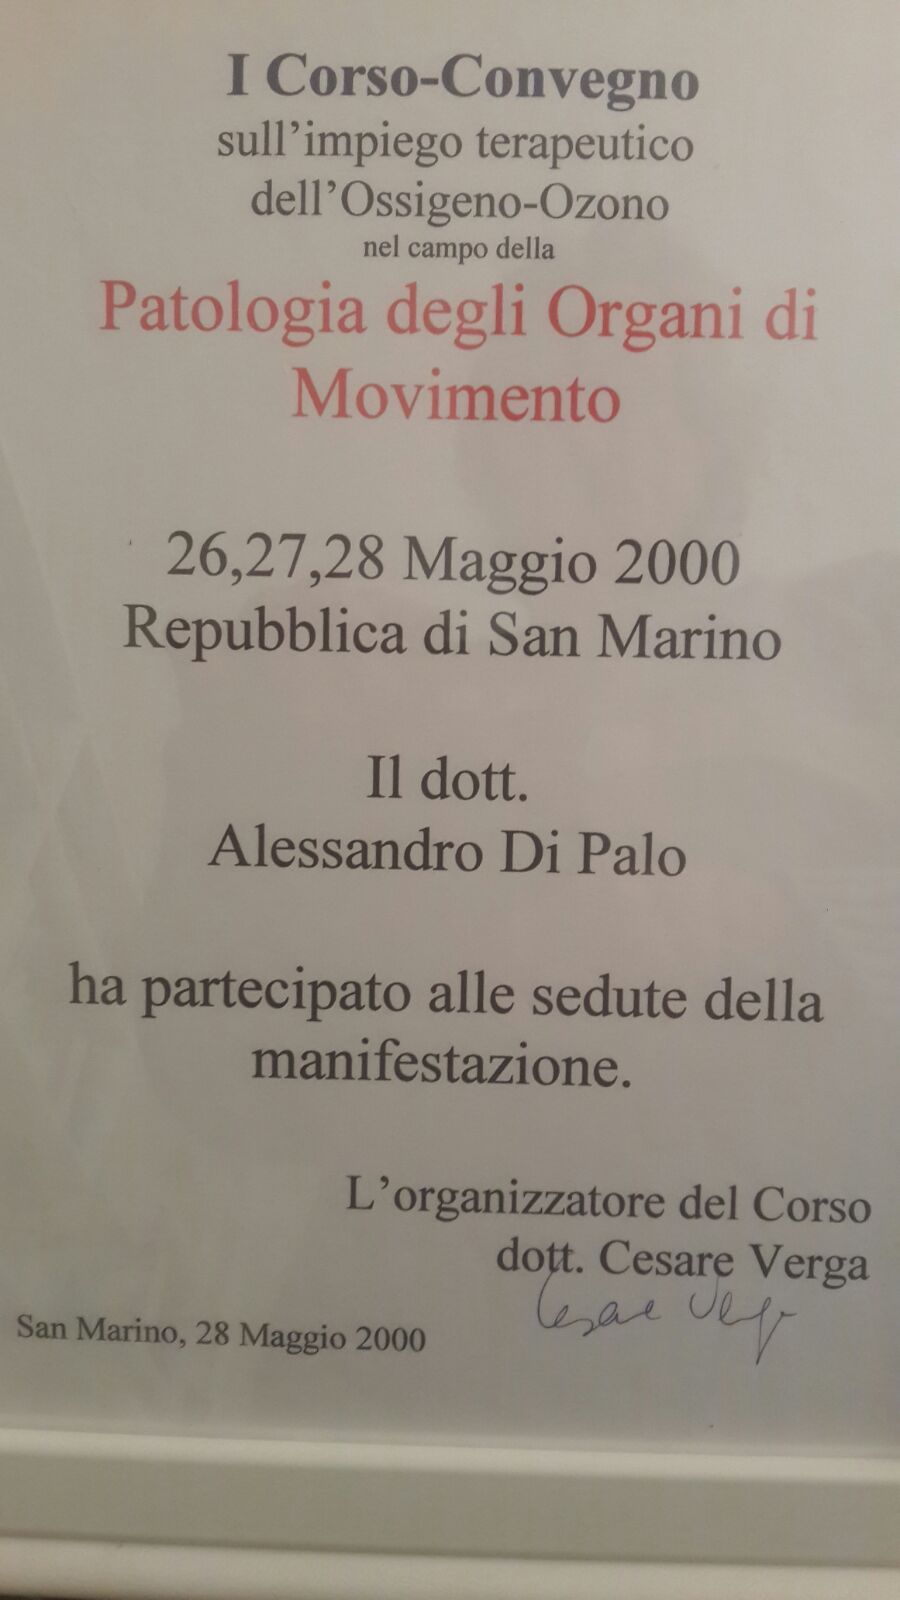 I Corso-Convegno
sull'impiego terapeutico
dell'Ossigeno-Ozono
nel campo della
Patologia degli Organi di
Movimento
26,27,28 Maggio 2000
Repubblica di San Marino
Il dott.
Alessandro Di Palo
ha partecipato alle sedute della
manifestazione.
L'organizzatore del Corso
dott. Cesare Verga
Cesare Verga
San Marino, 28 Maggio 2000